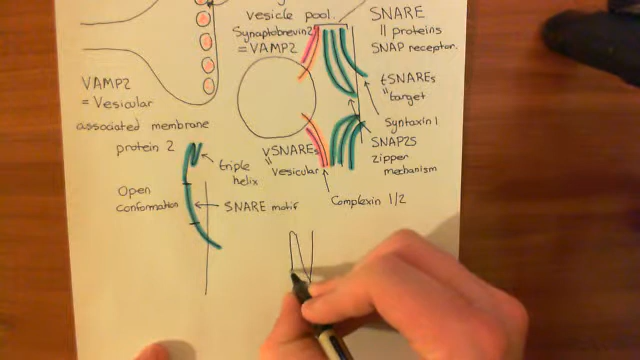 vesicle pool.
Synaptobrevin2
= VAMP2
SNARE
= proteins
SNAP receptor.
tSNAREs
= target
Syntaxin 1
SNAP25
zipper
mechanism
vSNAREs
= vesicular
Complexin 1/2
VAMP2
= Vesicular
associated membrane
protein 2
triple
helix
Open
conformation
SNARE motif